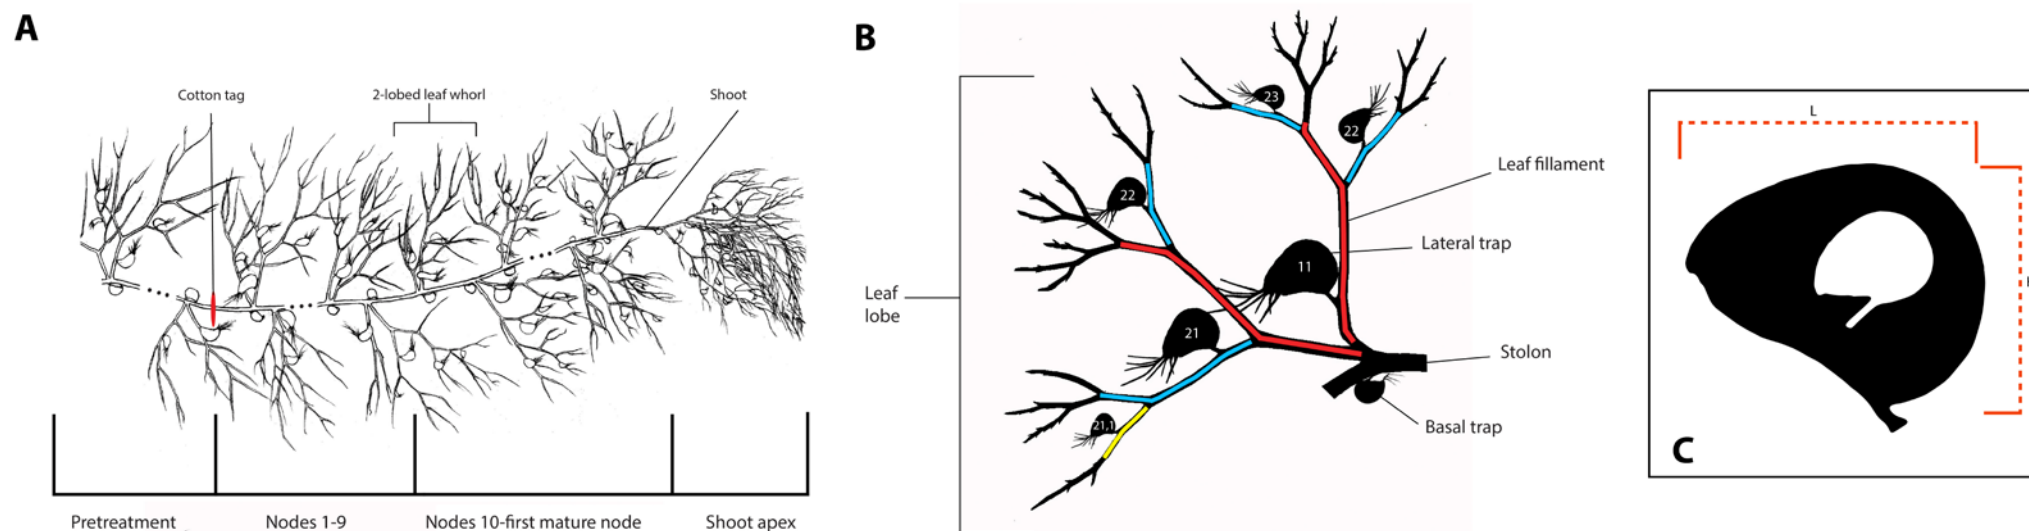 A
Cotton tag
2-lobed leaf whorl
Shoot
Pretreatment
Nodes 1-9
Nodes 10-first mature node
Shoot apex
B
23
22
22
11
21
21,1
Leaf
lobe
Leaf fillament
Lateral trap
Stolon
Basal trap
L
C